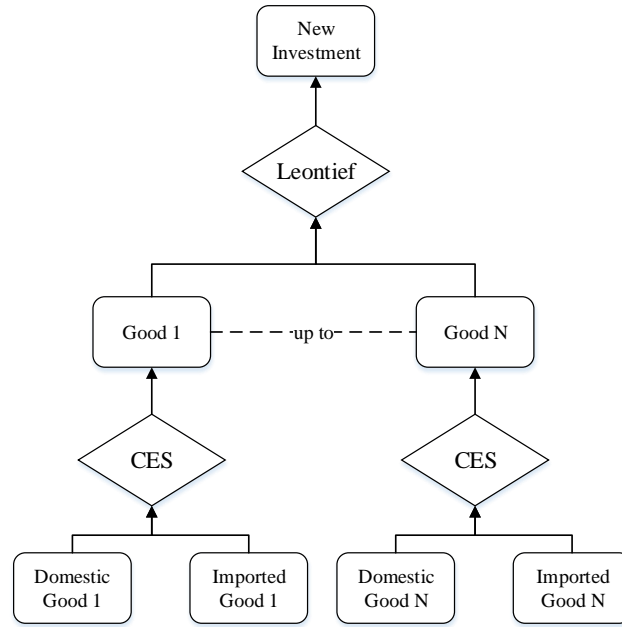 New
Investment
Leontief
Good 1
up to
Good N
CES
CES
Domestic
Good 1
Imported
Good 1
Domestic
Good N
Imported
Good N